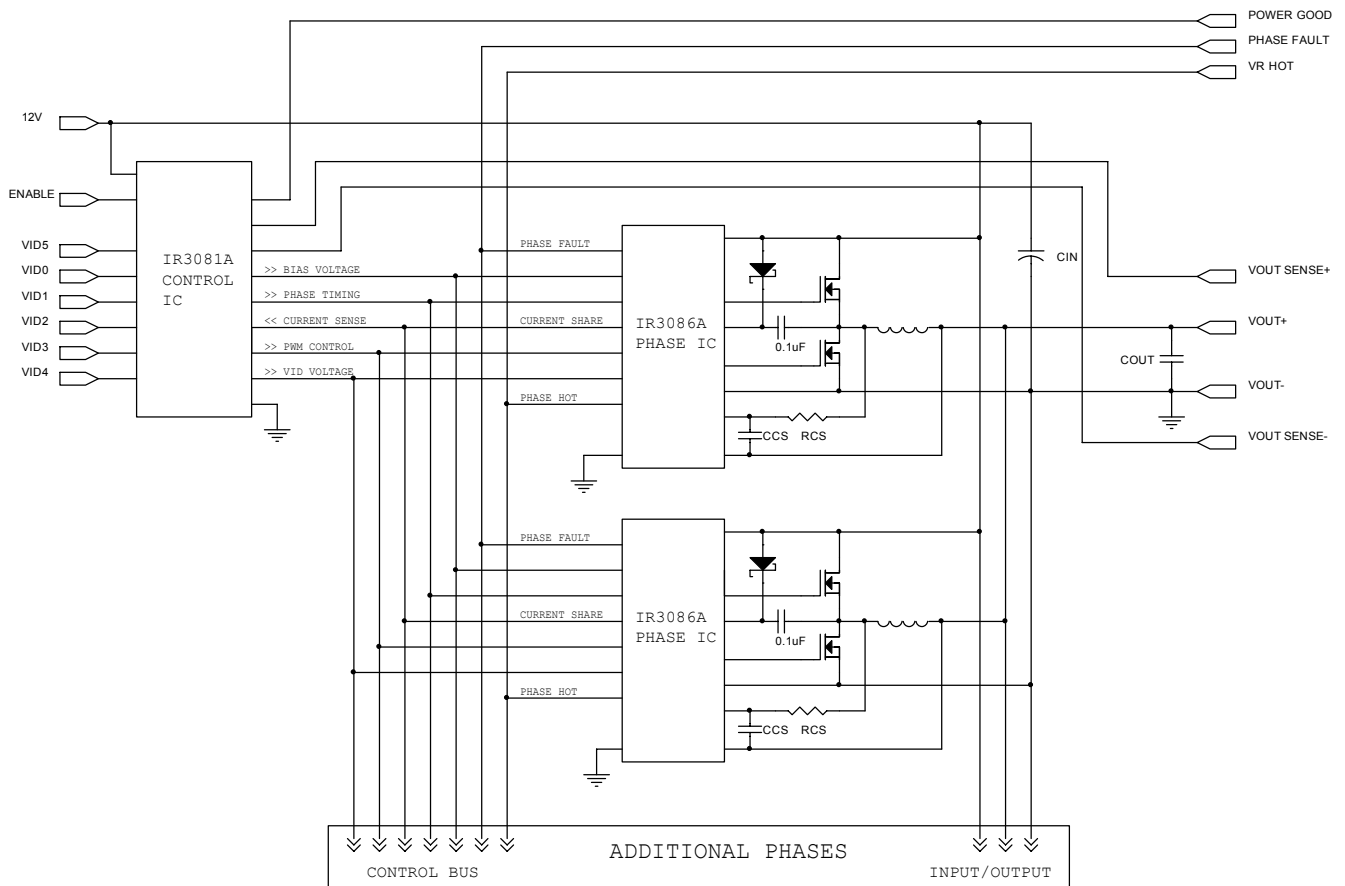 POWER GOOD
PHASE FAULT
VR HOT
12V
ENABLE
VID5
VID0
VID1
VID2
VID3
VID4
IR3081A
CONTROL
IC
>> BIAS VOLTAGE
>> PHASE TIMING
<< CURRENT SENSE
>> PWM CONTROL
>> VID VOLTAGE
PHASE FAULT
CURRENT SHARE
PHASE HOT
IR3086A
PHASE IC
0.1uF
CCS RCS
CIN
COUT
VOUT SENSE+
VOUT+
VOUT-
VOUT SENSE-
PHASE FAULT
CURRENT SHARE
PHASE HOT
IR3086A
PHASE IC
0.1uF
CCS RCS
ADDITIONAL PHASES
CONTROL BUS
INPUT/OUTPUT